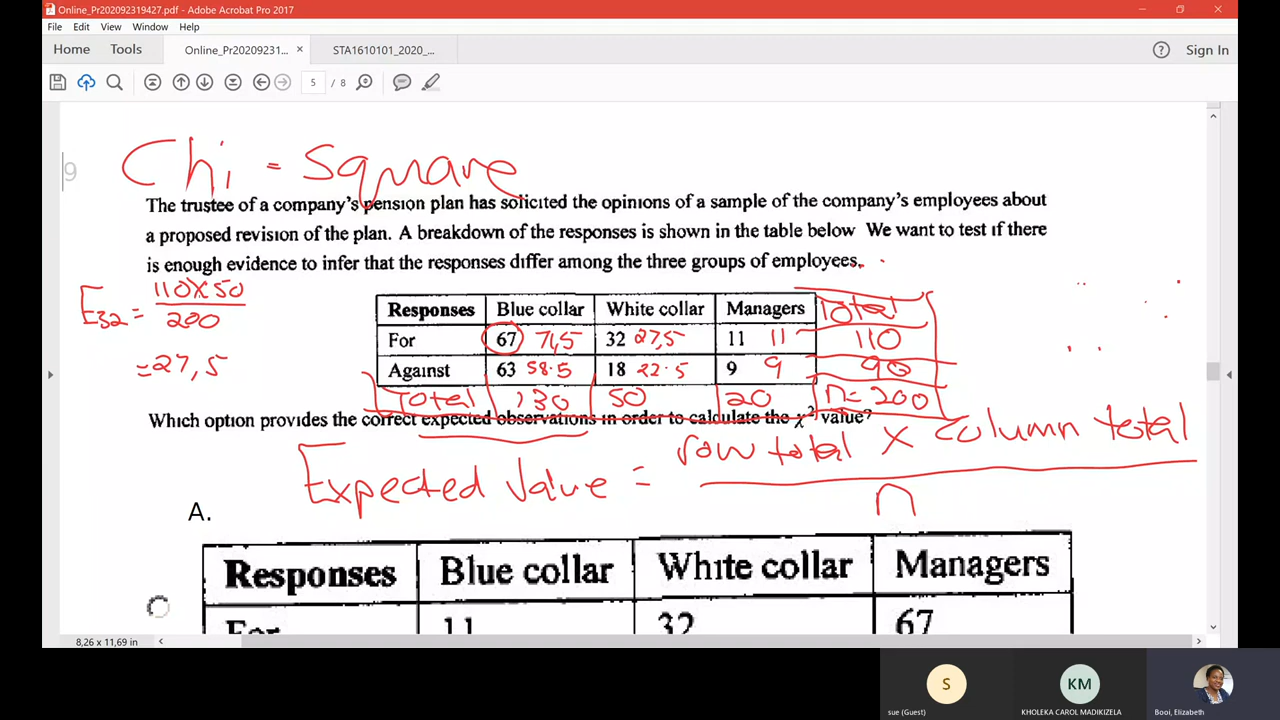 Online_Pr202092319427.pdf - Adobe Acrobat Pro 2017
File Edit View Window Help
Home Tools Online_Pr20209231... × STA1610101_2020_... ? Sign In
5 / 8
9
Chi = Square
The trustee of a company's pension plan has solicited the opinions of a sample of the company's employees about
a proposed revision of the plan. A breakdown of the responses is shown in the table below We want to test if there
is enough evidence to infer that the responses differ among the three groups of employees.
E32 = 110 X 50
200
= 27,5
Responses Blue collar White collar Managers Total
For 67 71,5 32 27,5 11 11 110
Against 63 58.5 18 22.5 9 9 90
Total 130 50 20 n= 200
Which option provides the correct expected observations in order to calculate the χ² value?
Expected Value = row total X column total
n
A.
Responses Blue collar White collar Managers
For 11 32 67
8,26 x 11,69 in
S KM
sue (Guest) KHOLEKA CAROL MADIKIZELA Booi, Elizabeth